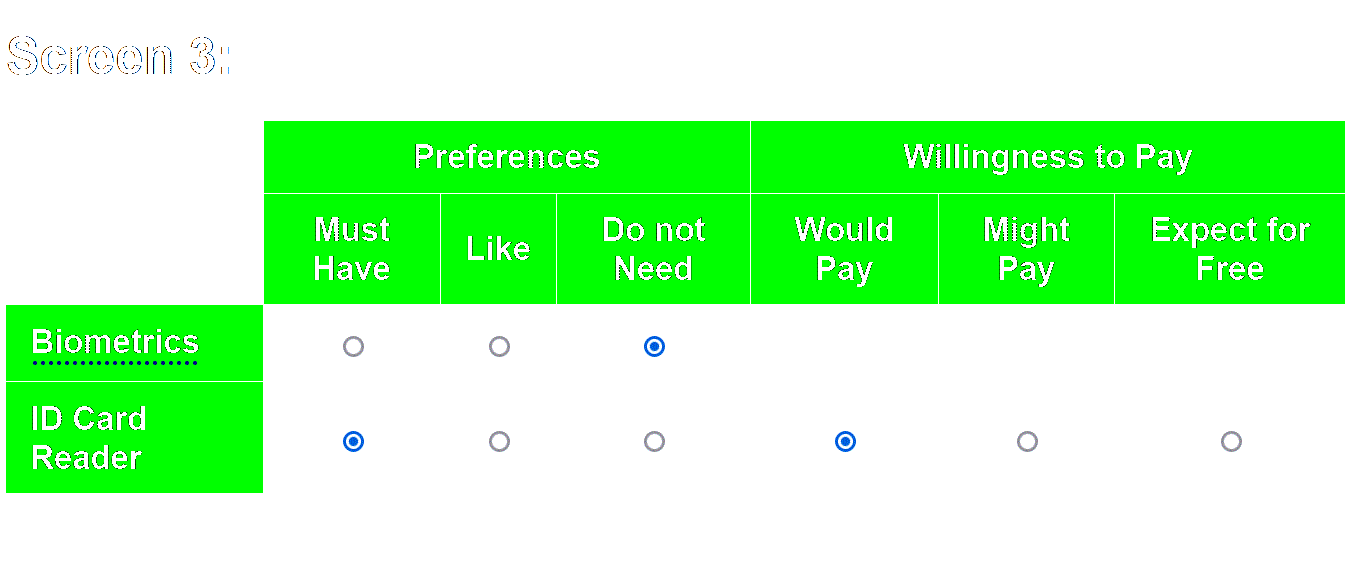 Screen 3:
Preferences
Willingness to Pay
Must
Have
Like
Do not
Need
Would
Pay
Might
Pay
Expect for
Free
Biometrics
ID Card
Reader